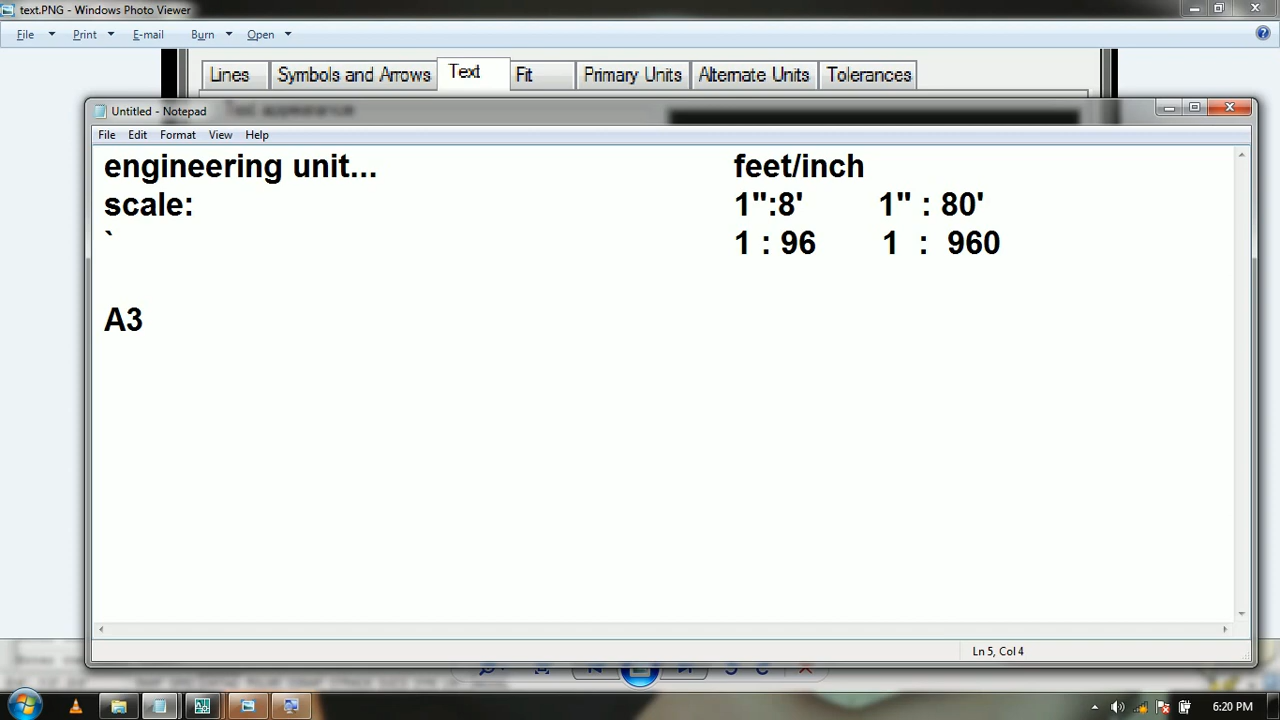 text.PNG - Windows Photo Viewer
File Print E-mail Burn Open
Lines Symbols and Arrows Text Fit Primary Units Alternate Units Tolerances
Text appearance
Untitled - Notepad
File Edit Format View Help
engineering unit... feet/inch
scale: 1":8' 1" : 80'
` 1 : 96 1 : 960
A3
Ln 5, Col 4
6:20 PM